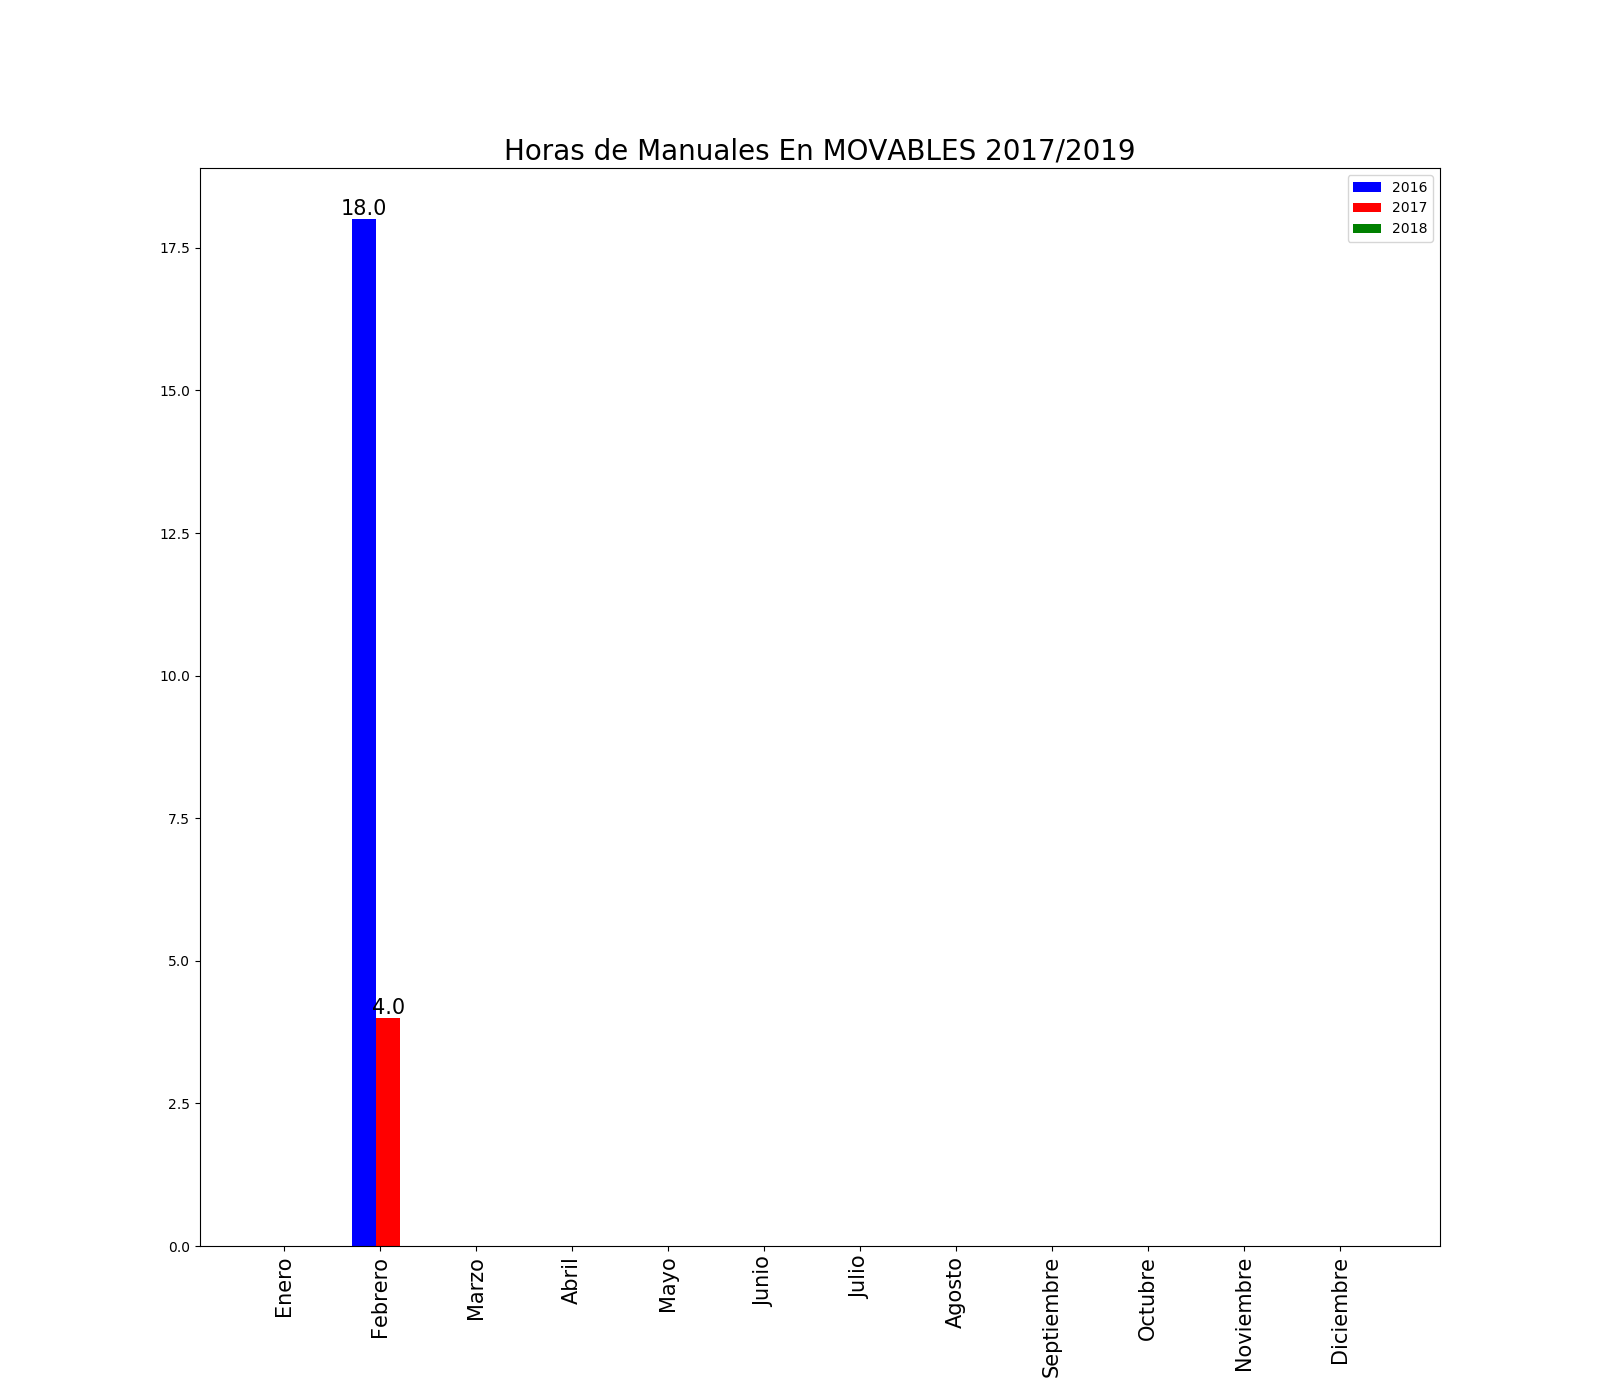 Horas de Manuales En MOVABLES 2017/2019
2016
2017
2018
18.0
4.0
17.5
15.0
12.5
10.0
7.5
5.0
2.5
0.0
Enero
Febrero
Marzo
Abril
Mayo
Junio
Julio
Agosto
Septiembre
Octubre
Noviembre
Diciembre